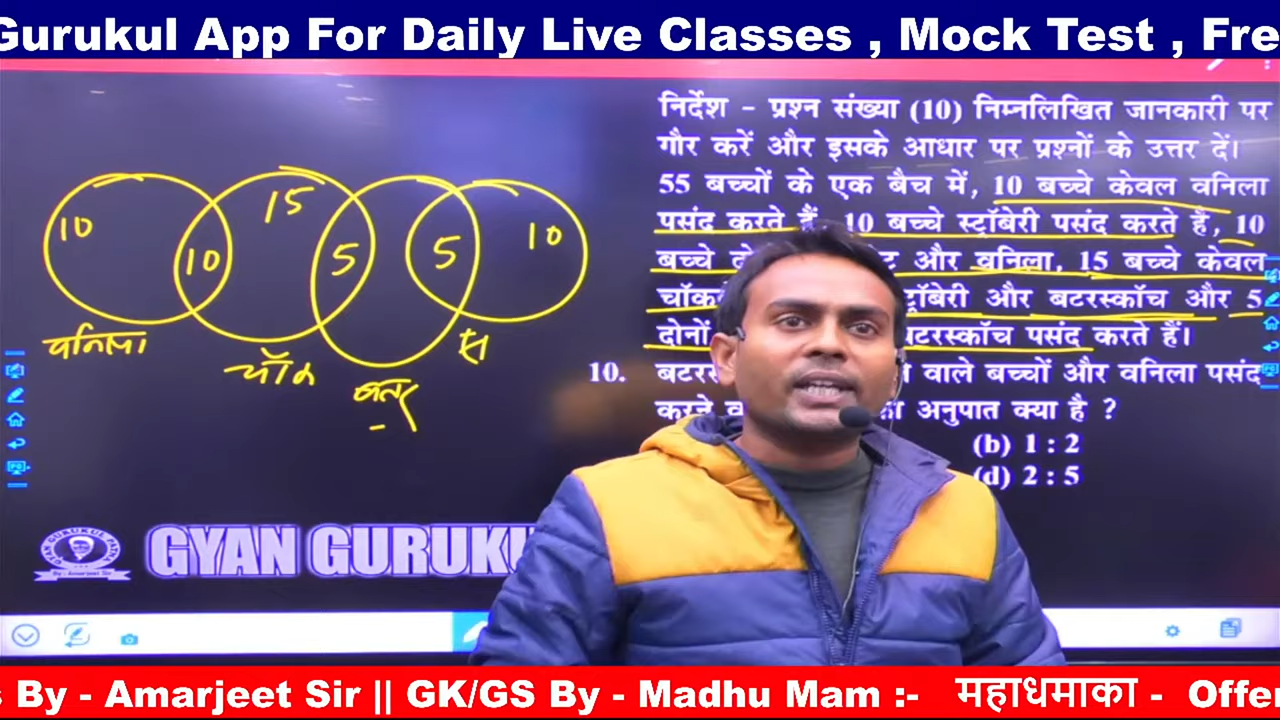 Gurukul App For Daily Live Classes , Mock Test , Fre
निर्देश - प्रश्न संख्या (10) निम्नलिखित जानकारी पर
गौर करें और इसके आधार पर प्रश्नों के उत्तर दें।
55 बच्चों के एक बैच में, 10 बच्चे केवल वनिला
पसंद करते हैं, 10 बच्चे स्ट्रॉबेरी पसंद करते हैं, 10
बच्चे और वनिला, 15 बच्चे केवल
और बटरस्कॉच और 5
दोनों पसंद करते हैं।
10. वाले बच्चों और वनिला पसंद
करने अनुपात क्या है ?
(b) 1 : 2
(d) 2 : 5
10 10 15 5 5 10
वनिला
चॉक
बटर
स्ट्रा
GYAN GURUKU
By - Amarjeet Sir
s By - Amarjeet Sir || GK/GS By - Madhu Mam :- महाधमाका - Offe